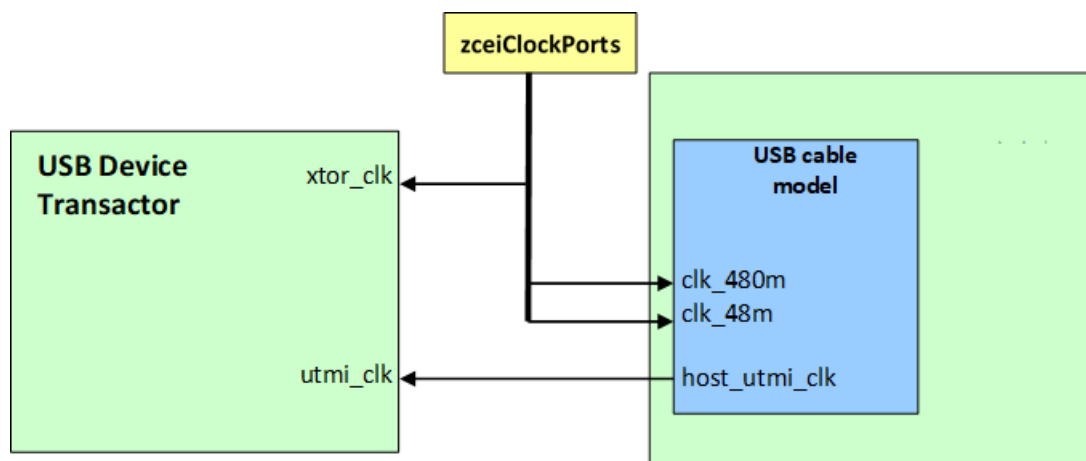 zceiClockPorts
USB Device
Transactor
xtor_clk
utmi_clk
USB cable
model
clk_480m
clk_48m
host_utmi_clk
. . .